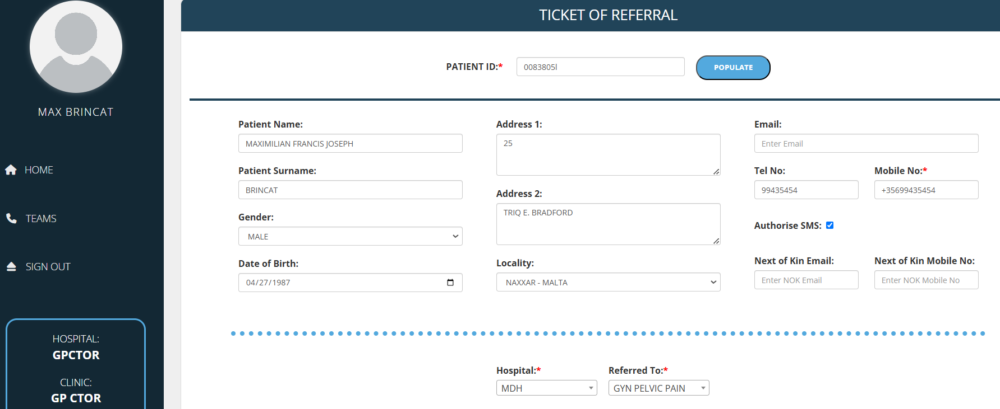 TICKET OF REFERRAL
PATIENT ID:* 0083805l POPULATE
MAX BRINCAT
HOME
TEAMS
SIGN OUT
HOSPITAL:
GPCTOR
CLINIC:
GP CTOR
Patient Name:
MAXIMILIAN FRANCIS JOSEPH
Patient Surname:
BRINCAT
Gender:
MALE
Date of Birth:
04/27/1987
Address 1:
25
Address 2:
TRIQ E. BRADFORD
Locality:
NAXXAR - MALTA
Email:
Enter Email
Tel No: Mobile No:*
99435454 +35699435454
Authorise SMS:
Next of Kin Email: Next of Kin Mobile No:
Enter NOK Email Enter NOK Mobile No
Hospital:* Referred To:*
MDH GYN PELVIC PAIN